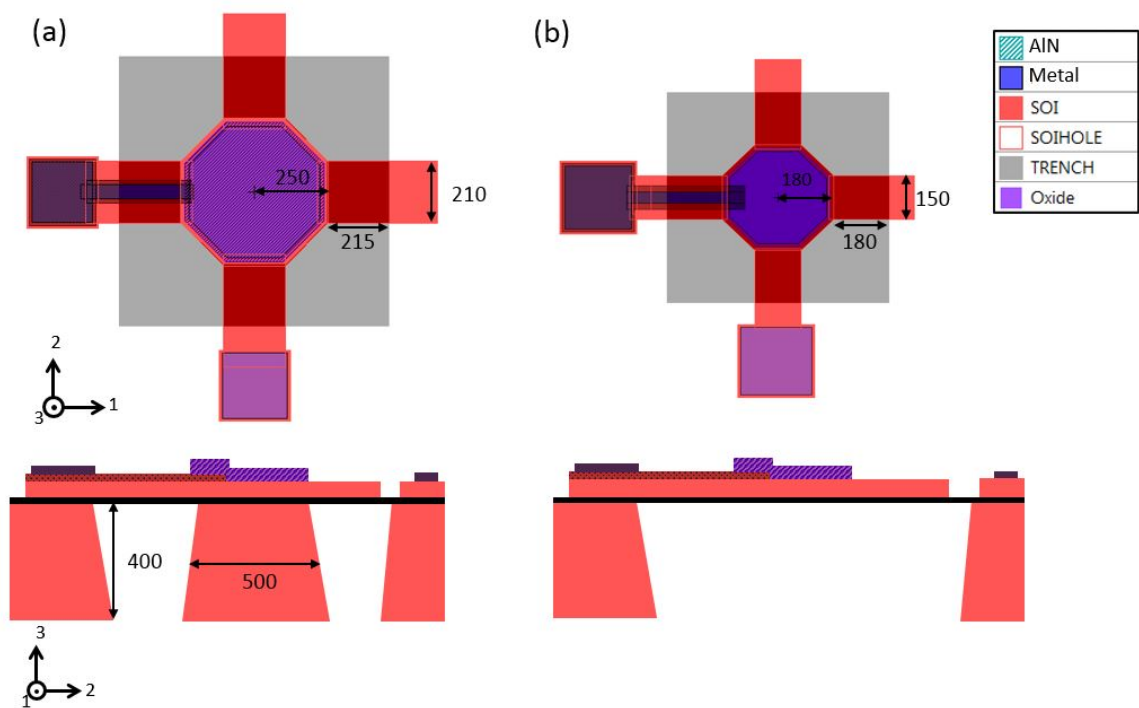 (a)
(b)
AlN
Metal
SOI
SOIHOLE
TRENCH
Oxide
250
210
215
180
150
180
2
1
3
400
500
3
2
1